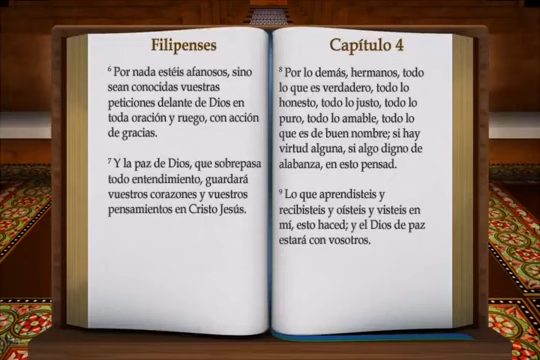 Filipenses
⁶ Por nada estéis afanosos, sino
sean conocidas vuestras
peticiones delante de Dios en
toda oración y ruego, con acción
de gracias.
⁷ Y la paz de Dios, que sobrepasa
todo entendimiento, guardará
vuestros corazones y vuestros
pensamientos en Cristo Jesús.
Capítulo 4
⁸ Por lo demás, hermanos, todo
lo que es verdadero, todo lo
honesto, todo lo justo, todo lo
puro, todo lo amable, todo lo
que es de buen nombre; si hay
virtud alguna, si algo digno de
alabanza, en esto pensad.
⁹ Lo que aprendisteis y
recibisteis y oísteis y visteis en
mí, esto haced; y el Dios de paz
estará con vosotros.